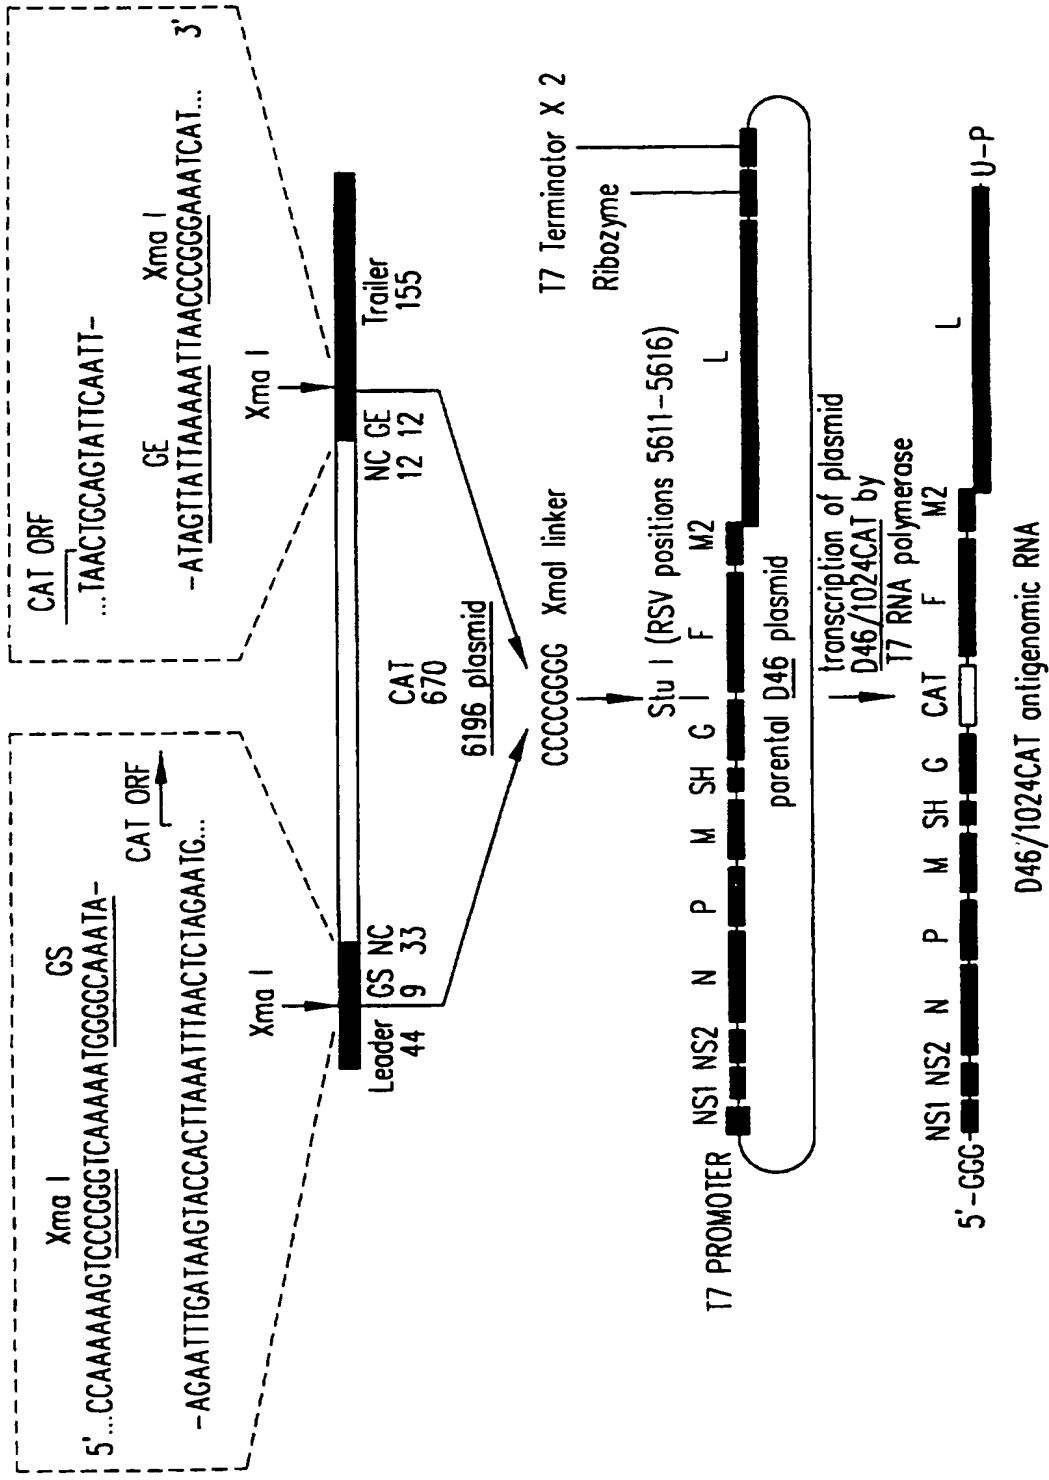 Xma I
GS
5'...CCAAAAAGTCCCGGGTCAAAAATGGGGCAAATA-
CAT ORF
-AGAATTTGATAAGTACCACTTAAATTTAACTCTAGAATG...
CAT ORF
...TAACTGCAGTATTCAATT-
GE
Xma I
3'
-ATAGTTATTAAAAATTAACCCGGGAAATCAT...
Xma I
Xma I
Leader
44
GS NC
9 33
CAT
670
NC GE
12 12
Trailer
155
6196 plasmid
CCCCGGGG XmaI linker
Stu I (RSV positions 5611-5616)
T7 Terminator X 2
Ribozyme
T7 PROMOTER
NS1 NS2 N P M SH G F M2 L
parental D46 plasmid
transcription of plasmid
D46/1024CAT by
T7 RNA polymerase
NS1 NS2 N P M SH G CAT F M2 L
5'-GGG
U-P
D46/1024CAT antigenomic RNA